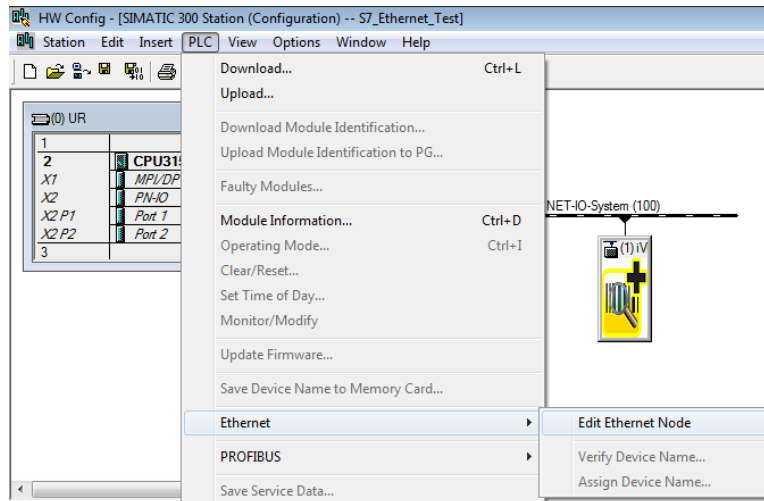 HW Config - [SIMATIC 300 Station (Configuration) -- S7_Ethernet_Test]
Station Edit Insert PLC View Options Window Help
(0) UR
1
2 CPU31
X1 MPI/DP
X2 PN-IO
X2 P1 Port 1
X2 P2 Port 2
3
Download... Ctrl+L
Upload...
Download Module Identification...
Upload Module Identification to PG...
Faulty Modules...
Module Information... Ctrl+D
Operating Mode... Ctrl+I
Clear/Reset...
Set Time of Day...
Monitor/Modify
Update Firmware...
Save Device Name to Memory Card...
Ethernet
PROFIBUS
Save Service Data...
Edit Ethernet Node
Verify Device Name...
Assign Device Name...
NET-IO-System (100)
(1) iV